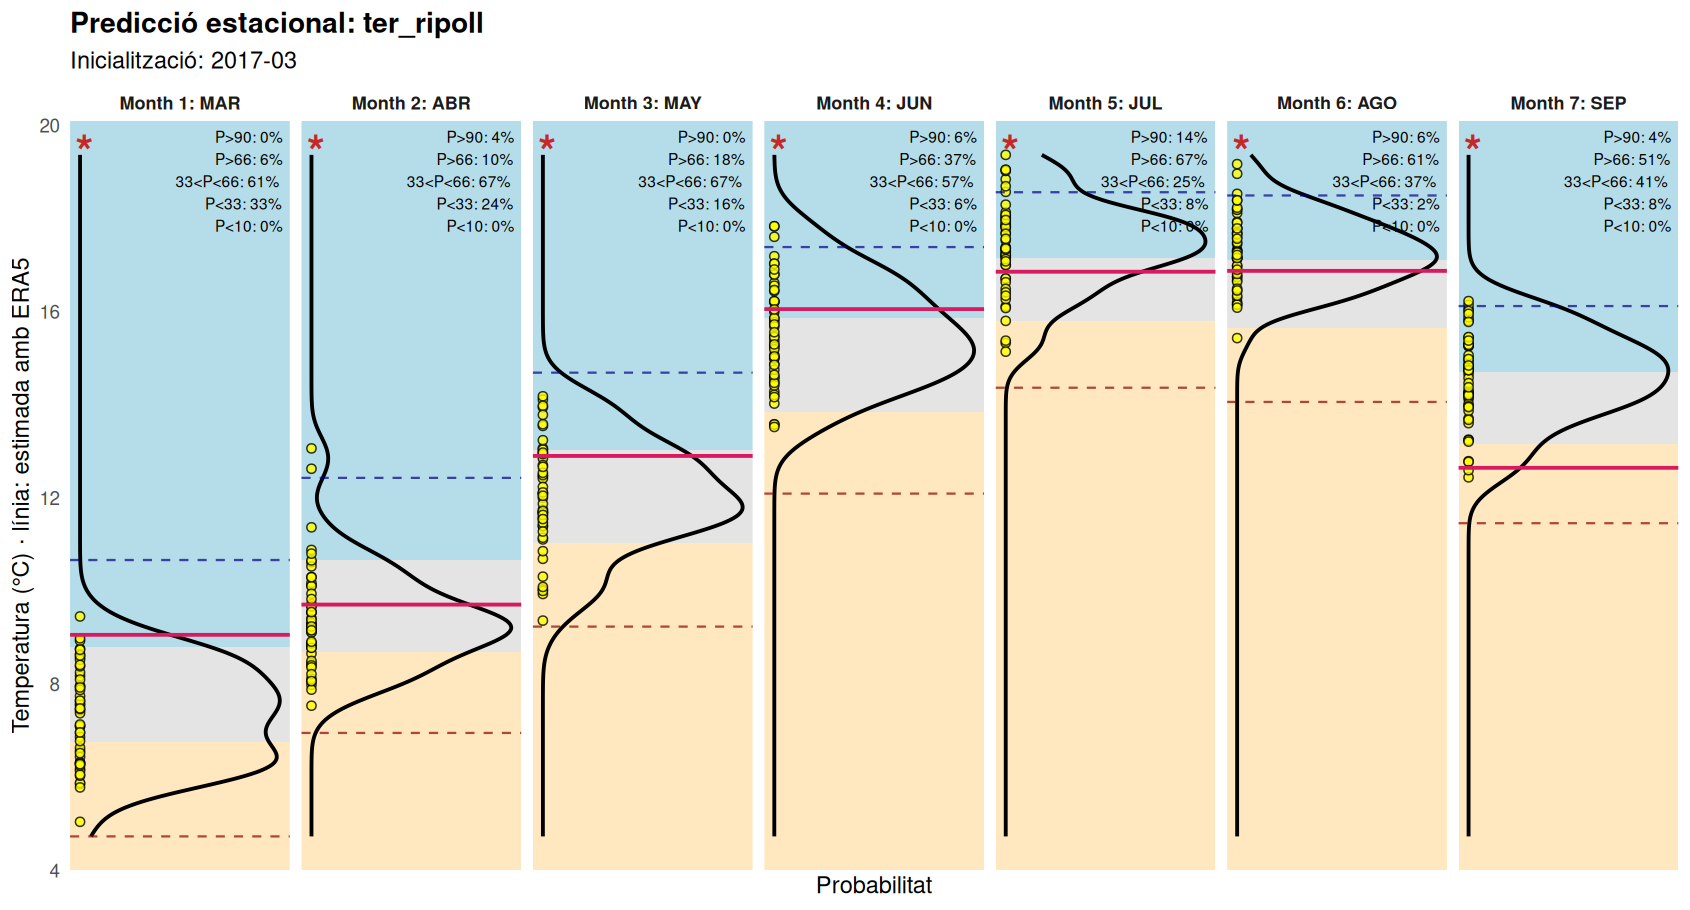 Predicció estacional: ter_ripoll
Inicialització: 2017-03
Month 1: MAR
Month 2: ABR
Month 3: MAY
Month 4: JUN
Month 5: JUL
Month 6: AGO
Month 7: SEP
*
P>90: 0%
P>66: 6%
33<P<66: 61%
P<33: 33%
P<10: 0%
*
P>90: 4%
P>66: 10%
33<P<66: 67%
P<33: 24%
P<10: 0%
*
P>90: 0%
P>66: 18%
33<P<66: 67%
P<33: 16%
P<10: 0%
*
P>90: 6%
P>66: 37%
33<P<66: 57%
P<33: 6%
P<10: 0%
*
P>90: 14%
P>66: 67%
33<P<66: 25%
P<33: 8%
P<10: 0%
*
P>90: 6%
P>66: 61%
33<P<66: 37%
P<33: 2%
P<10: 0%
*
P>90: 4%
P>66: 51%
33<P<66: 41%
P<33: 8%
P<10: 0%
20
16
12
8
4
Temperatura (°C) · línia: estimada amb ERA5
Probabilitat